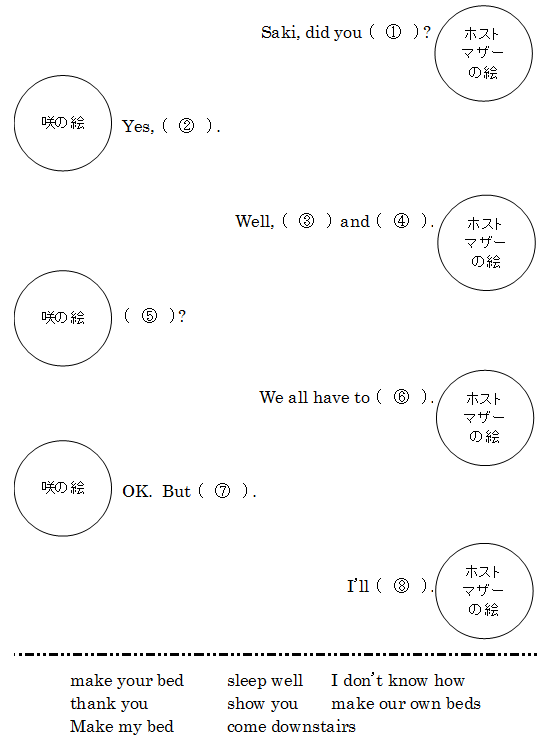 Saki, did you ( ① )?
ホスト
マザー
の絵
咲の絵
Yes, ( ② ).
Well, ( ③ ) and ( ④ ).
ホスト
マザー
の絵
咲の絵
( ⑤ )?
We all have to ( ⑥ ).
ホスト
マザー
の絵
咲の絵
OK. But ( ⑦ ).
I'll ( ⑧ ).
ホスト
マザー
の絵
make your bed sleep well I don't know how
thank you show you make our own beds
Make my bed come downstairs